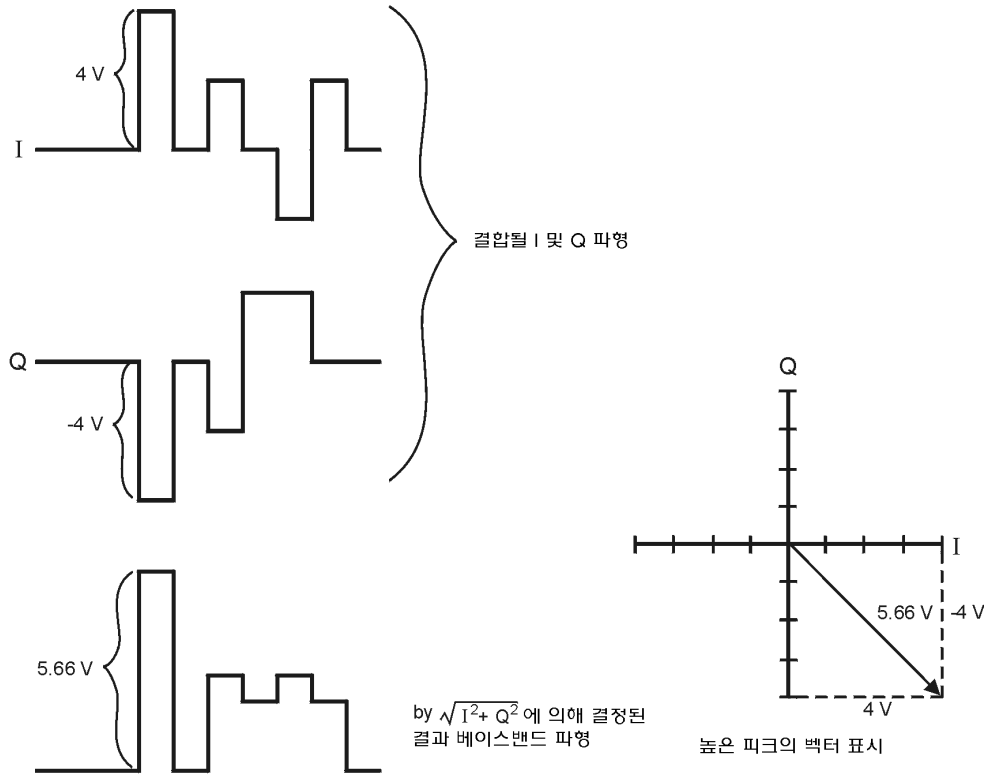 4 V
I
결합될 I 및 Q 파형
Q
-4 V
5.66 V
by √I²+ Q² 에 의해 결정된
결과 베이스밴드 파형
Q
I
5.66 V
-4 V
4 V
높은 피크의 벡터 표시